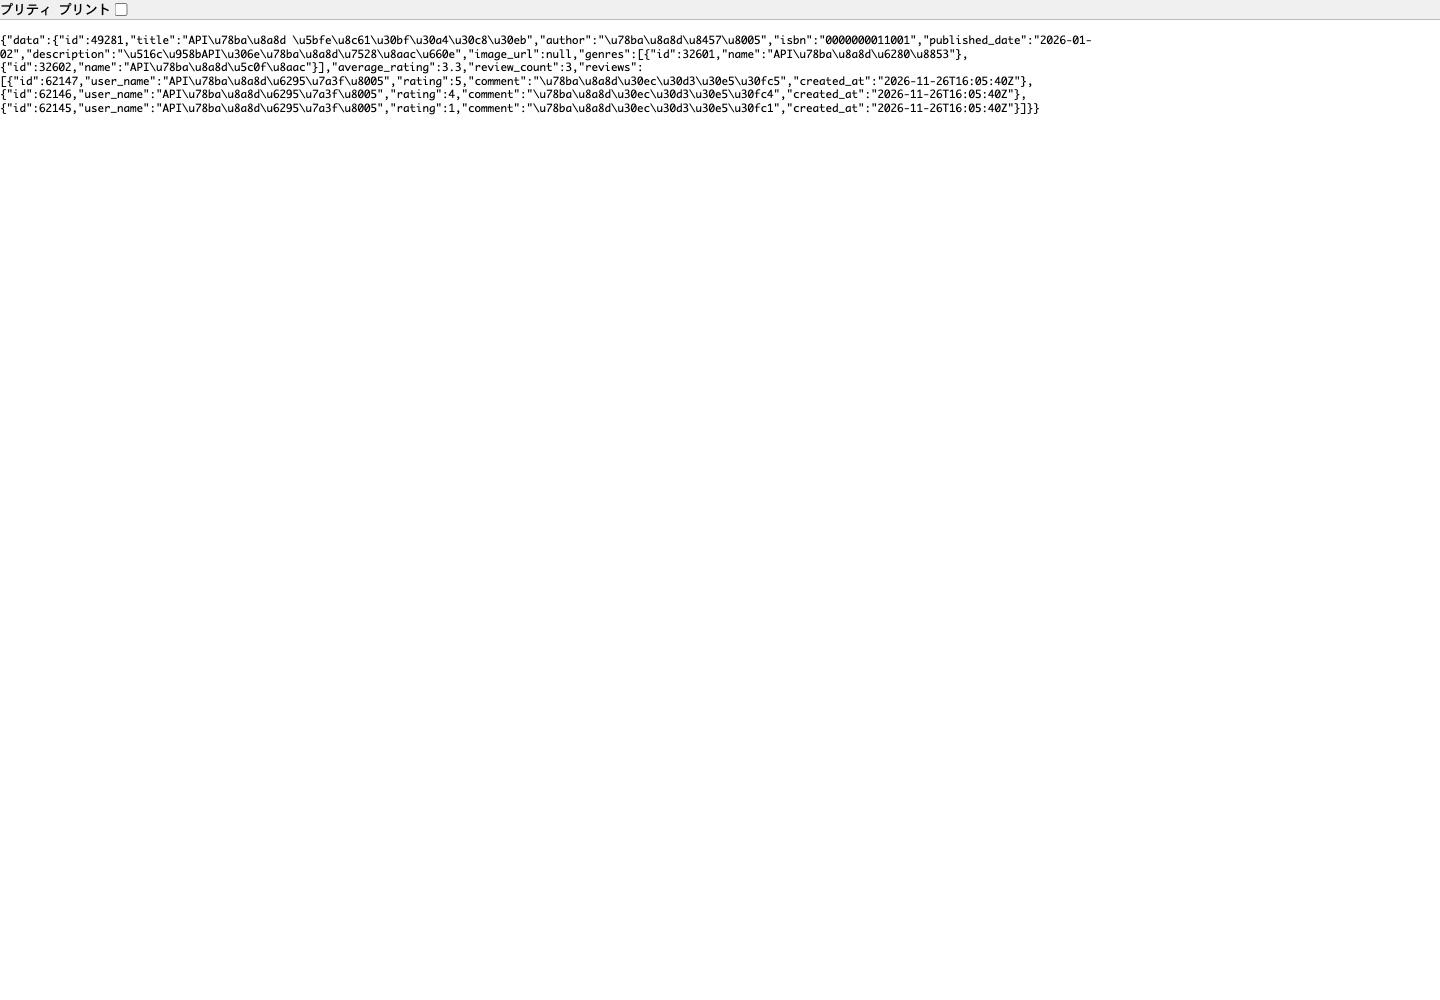 プリティ プリント
{"data":{"id":49281,"title":"API\u78ba\u8a8d \u5bfe\u8c61\u30bf\u30a4\u30c8\u30eb","author":"\u78ba\u8a8d\u8457\u8005","isbn":"0000000011001","published_date":"2026-01-
02","description":"\u516c\u958bAPI\u306e\u78ba\u8a8d\u7528\u8aac\u660e","image_url":null,"genres":[{"id":32601,"name":"API\u78ba\u8a8d\u6280\u8853"},
{"id":32602,"name":"API\u78ba\u8a8d\u5c0f\u8aac"}],"average_rating":3.3,"review_count":3,"reviews":
[{"id":62147,"user_name":"API\u78ba\u8a8d\u6295\u7a3f\u8005","rating":5,"comment":"\u78ba\u8a8d\u30ec\u30d3\u30e5\u30fc5","created_at":"2026-11-26T16:05:40Z"},
{"id":62146,"user_name":"API\u78ba\u8a8d\u6295\u7a3f\u8005","rating":4,"comment":"\u78ba\u8a8d\u30ec\u30d3\u30e5\u30fc4","created_at":"2026-11-26T16:05:40Z"},
{"id":62145,"user_name":"API\u78ba\u8a8d\u6295\u7a3f\u8005","rating":1,"comment":"\u78ba\u8a8d\u30ec\u30d3\u30e5\u30fc1","created_at":"2026-11-26T16:05:40Z"}]}}